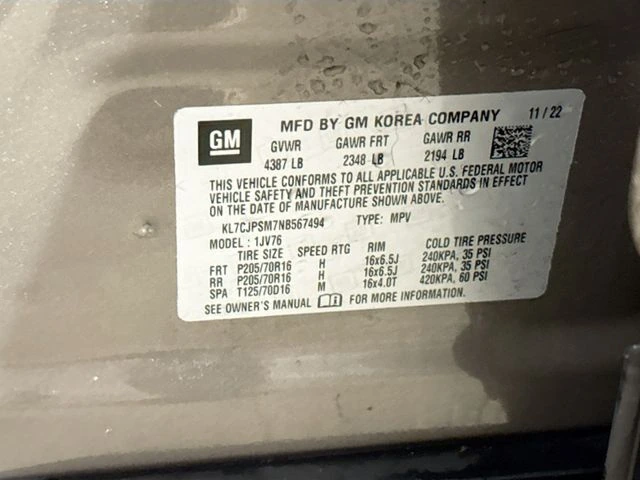 GM
MFD BY GM KOREA COMPANY 11/22
GVWR GAWR FRT GAWR RR
4387 LB 2348 LB 2194 LB
THIS VEHICLE CONFORMS TO ALL APPLICABLE U.S. FEDERAL MOTOR
VEHICLE SAFETY AND THEFT PREVENTION STANDARDS IN EFFECT
ON THE DATE OF MANUFACTURE SHOWN ABOVE.
KL7CJPSM7NB567494 TYPE: MPV
MODEL: 1JV76
TIRE SIZE SPEED RTG RIM COLD TIRE PRESSURE
FRT P205/70R16 H 16x6.5J 240KPA, 35 PSI
RR P205/70R16 H 16x6.5J 240KPA, 35 PSI
SPA T125/70D16 M 16x4.0T 420KPA, 60 PSI
SEE OWNER'S MANUAL FOR MORE INFORMATION.